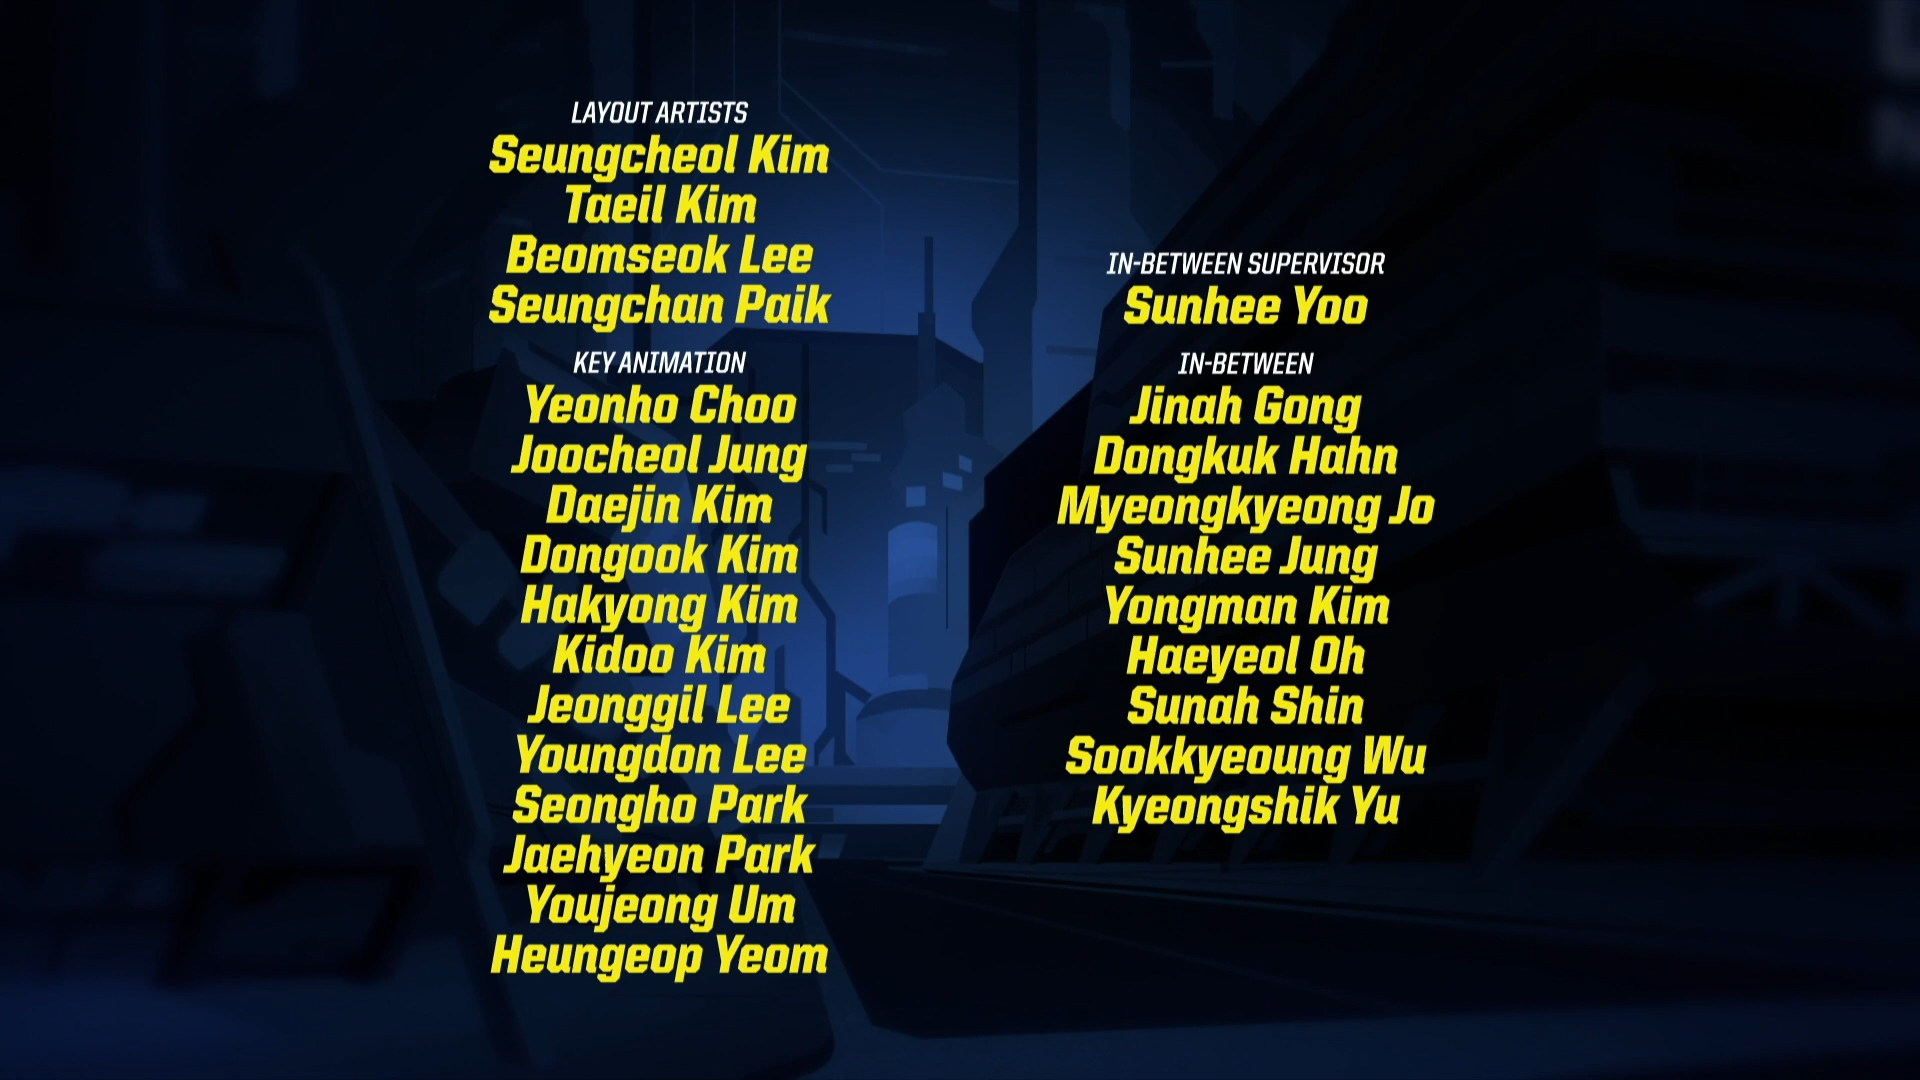 LAYOUT ARTISTS
Seungcheol Kim
Taeil Kim
Beomseok Lee
Seungchan Paik
KEY ANIMATION
Yeonho Choo
Joocheol Jung
Daejin Kim
Dongook Kim
Hakyong Kim
Kidoo Kim
Jeonggil Lee
Youngdon Lee
Seongho Park
Jaehyeon Park
Youjeong Um
Heungeop Yeom
IN-BETWEEN SUPERVISOR
Sunhee Yoo
IN-BETWEEN
Jinah Gong
Dongkuk Hahn
Myeongkyeong Jo
Sunhee Jung
Yongman Kim
Haeyeol Oh
Sunah Shin
Sookkyeoung Wu
Kyeongshik Yu